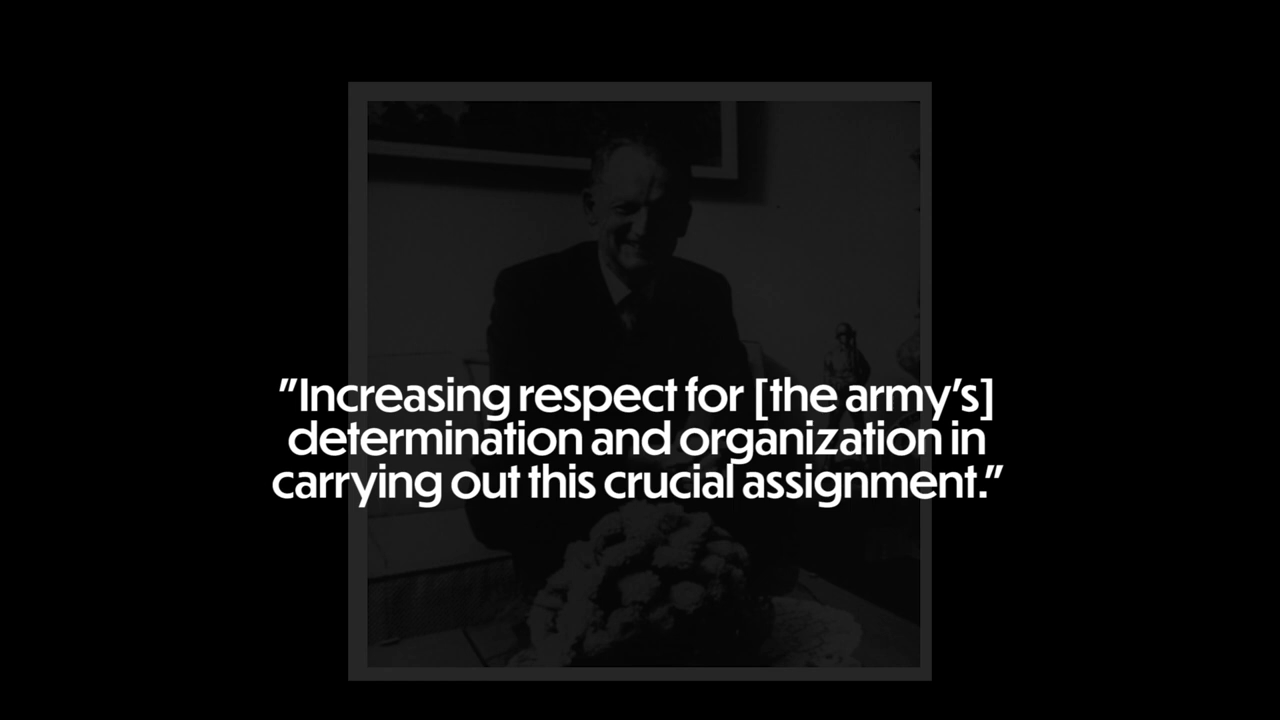 "Increasing respect for [the army's]
determination and organization in
carrying out this crucial assignment."